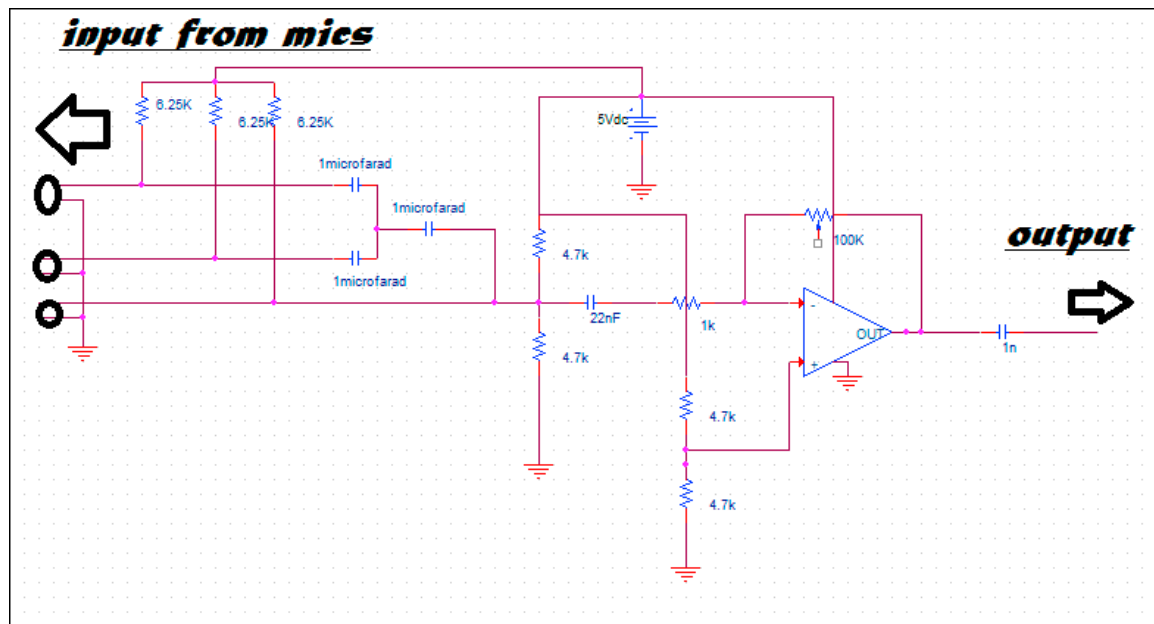 input from mics
6.25K
6.25K
6.25K
5Vdc
1microfarad
1microfarad
1microfarad
4.7k
100K
output
22nF
1k
-
OUT
+
1n
4.7k
4.7k
4.7k